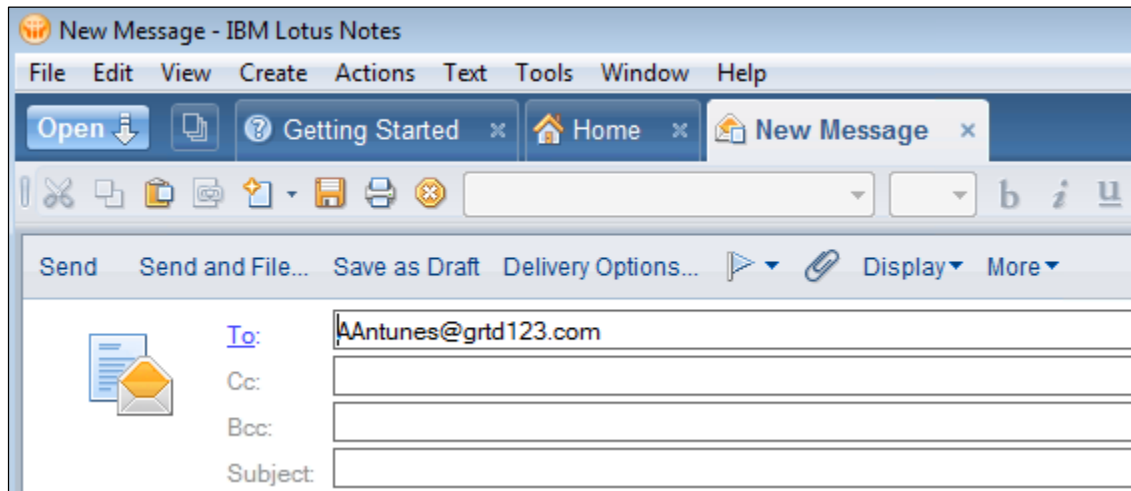 New Message - IBM Lotus Notes
File Edit View Create Actions Text Tools Window Help
Open Getting Started Home New Message
b i u
Send Send and File... Save as Draft Delivery Options... Display More
To: AAntunes@grtd123.com
Cc:
Bcc:
Subject: